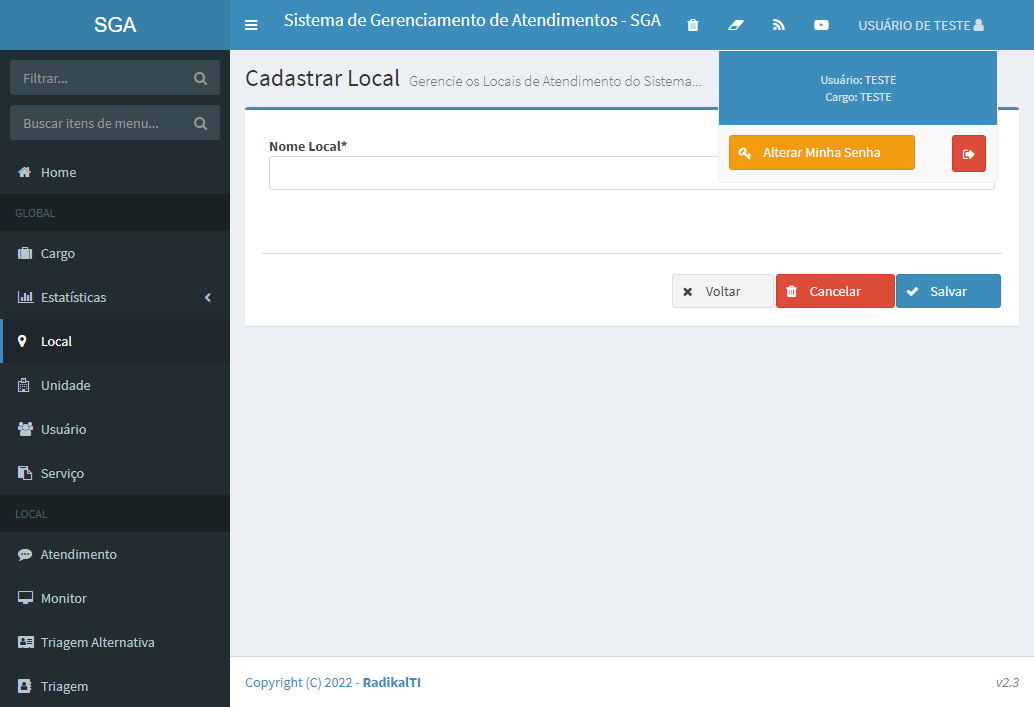 SGA
Sistema de Gerenciamento de Atendimentos - SGA
USUÁRIO DE TESTE
Filtrar...
Buscar itens de menu...
Home
GLOBAL
Cargo
Estatísticas
Local
Unidade
Usuário
Serviço
LOCAL
Atendimento
Monitor
Triagem Alternativa
Triagem
Cadastrar Local Gerencie os Locais de Atendimento do Sistema...
Usuário: TESTE
Cargo: TESTE
Alterar Minha Senha
Nome Local*
Voltar
Cancelar
Salvar
Copyright (C) 2022 - RadikalTI
v2.3